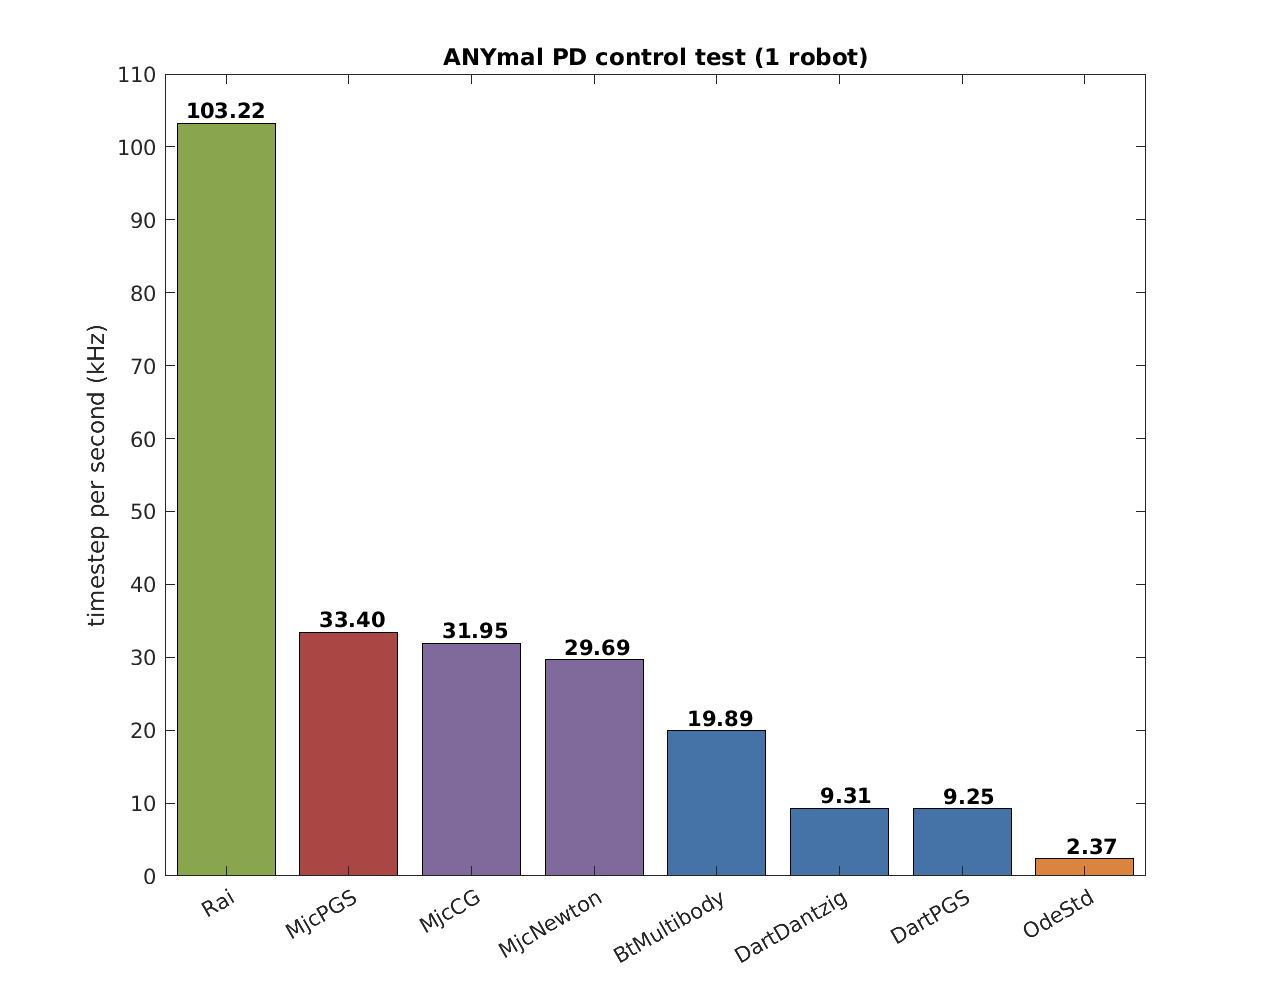 ANYmal PD control test (1 robot)
110
100
90
80
70
60
50
40
30
20
10
0
timestep per second (kHz)
103.22
33.40
31.95
29.69
19.89
9.31
9.25
2.37
Rai
MjcPGS
MjcCG
MjcNewton
BtMultibody
DartDantzig
DartPGS
OdeStd